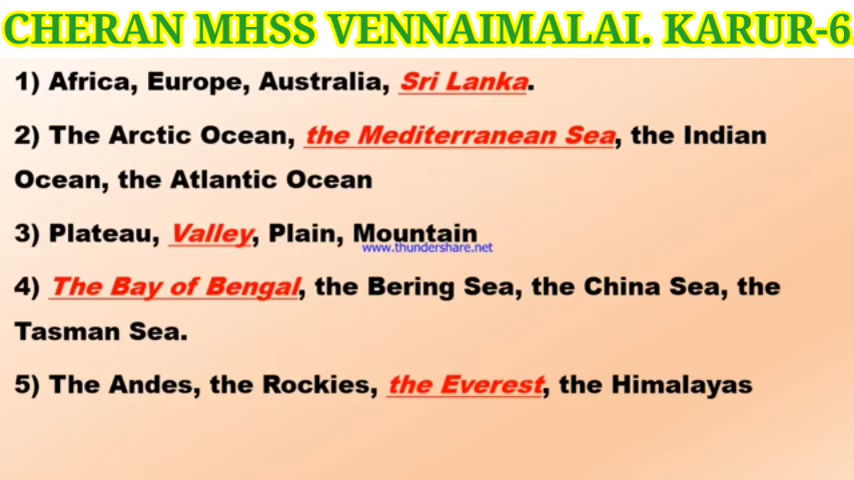 CHERAN MHSS VENNAIMALAI. KARUR-6
1) Africa, Europe, Australia, Sri Lanka.
2) The Arctic Ocean, the Mediterranean Sea, the Indian
Ocean, the Atlantic Ocean
3) Plateau, Valley, Plain, Mountain
www.thundershare.net
4) The Bay of Bengal, the Bering Sea, the China Sea, the
Tasman Sea.
5) The Andes, the Rockies, the Everest, the Himalayas